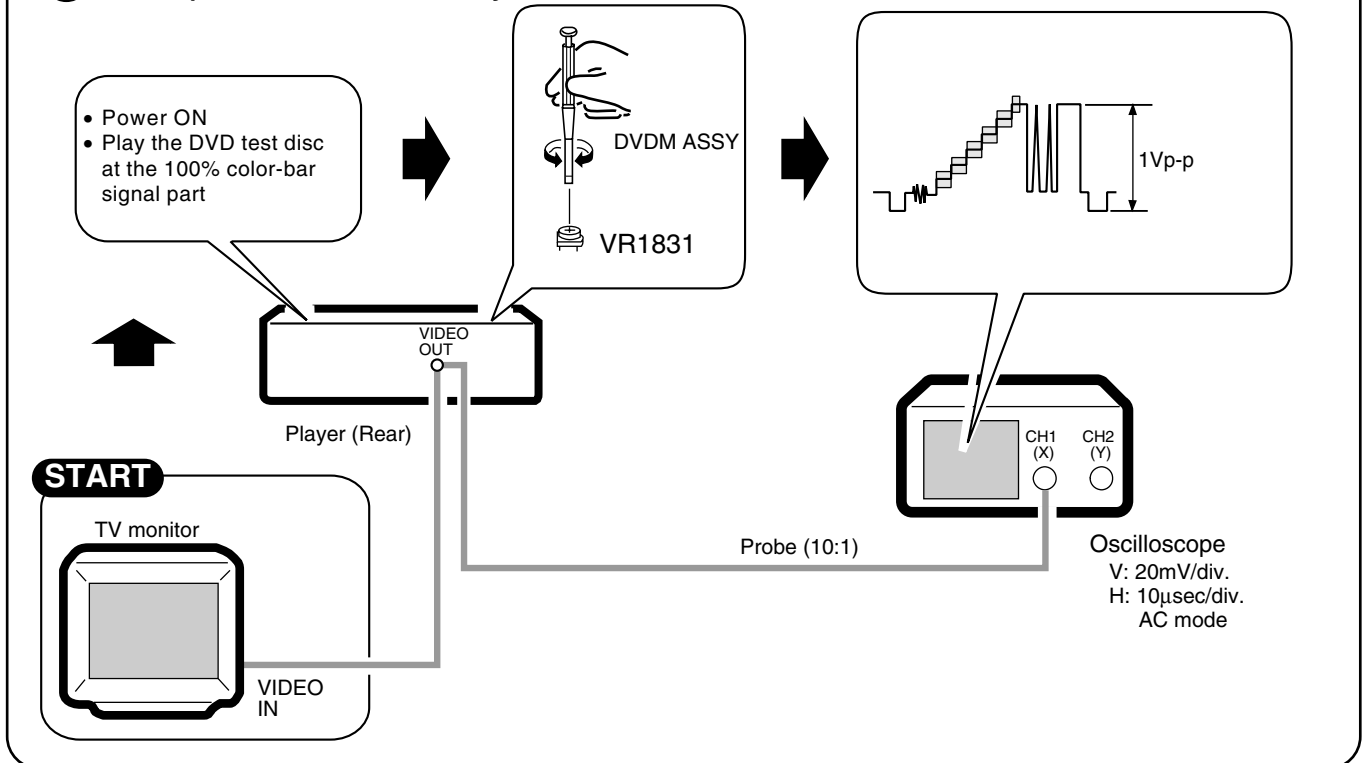 • Power ON
• Play the DVD test disc
at the 100% color-bar
signal part
DVDM ASSY
VR1831
1Vp-p
VIDEO
OUT
Player (Rear)
CH1
(X)
CH2
(Y)
START
TV monitor
VIDEO
IN
Probe (10:1)
Oscilloscope
V: 20mV/div.
H: 10μsec/div.
AC mode